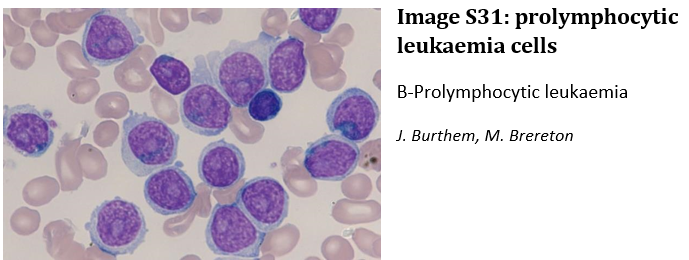 Image S31: prolymphocytic
leukaemia cells
B-Prolymphocytic leukaemia
J. Burthem, M. Brereton